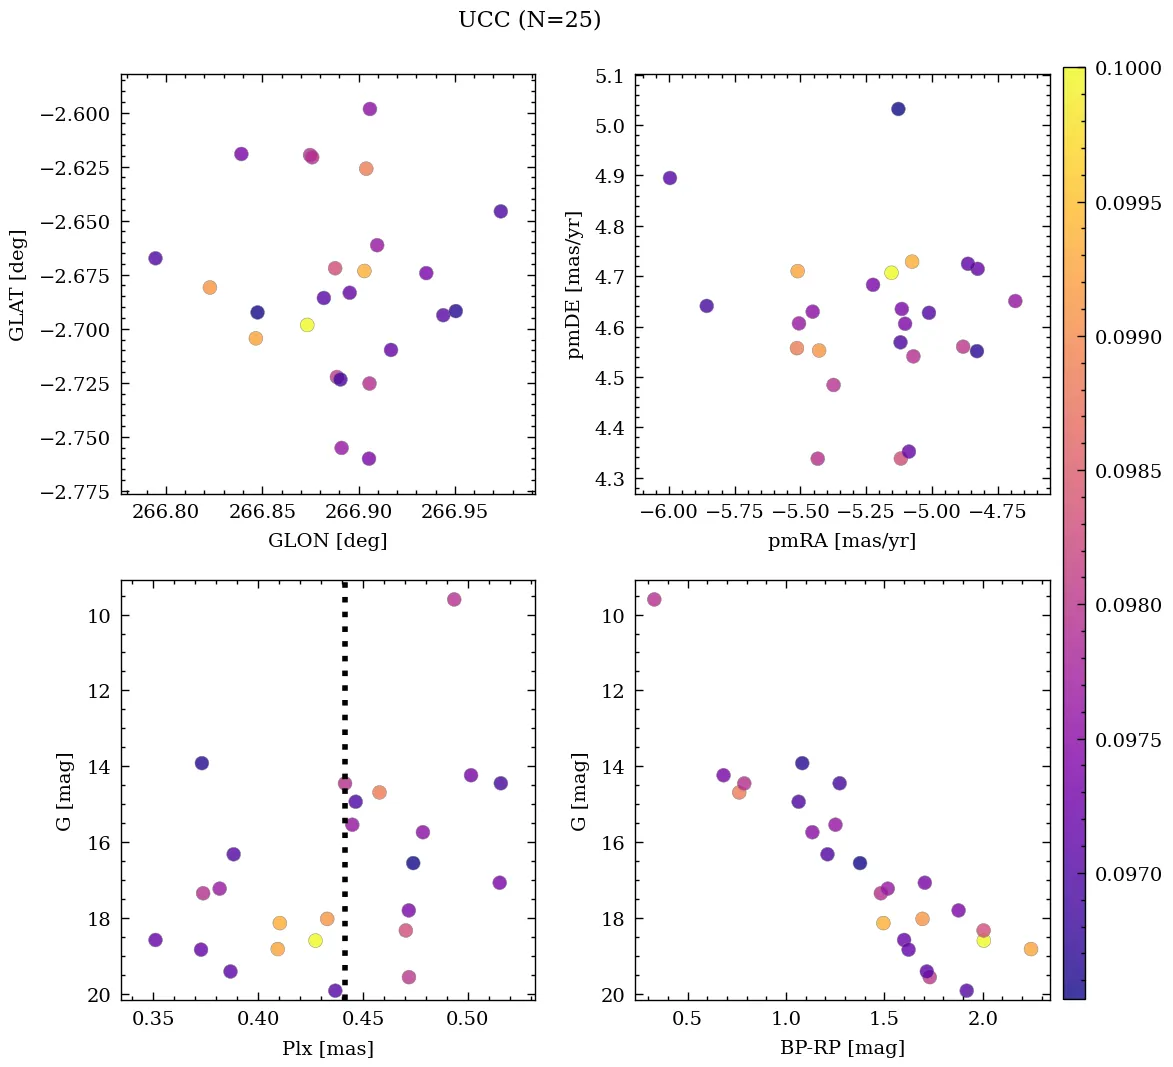 UCC (N=25)
−2.600
−2.625
−2.650
−2.675
−2.700
−2.725
−2.750
−2.775
GLAT [deg]
266.80 266.85 266.90 266.95
GLON [deg]
5.1
5.0
4.9
4.8
4.7
4.6
4.5
4.4
4.3
pmDE [mas/yr]
−6.00 −5.75 −5.50 −5.25 −5.00 −4.75
pmRA [mas/yr]
10
12
14
16
18
20
G [mag]
0.35 0.40 0.45 0.50
Plx [mas]
10
12
14
16
18
20
G [mag]
0.5 1.0 1.5 2.0
BP-RP [mag]
0.1000
0.0995
0.0990
0.0985
0.0980
0.0975
0.0970